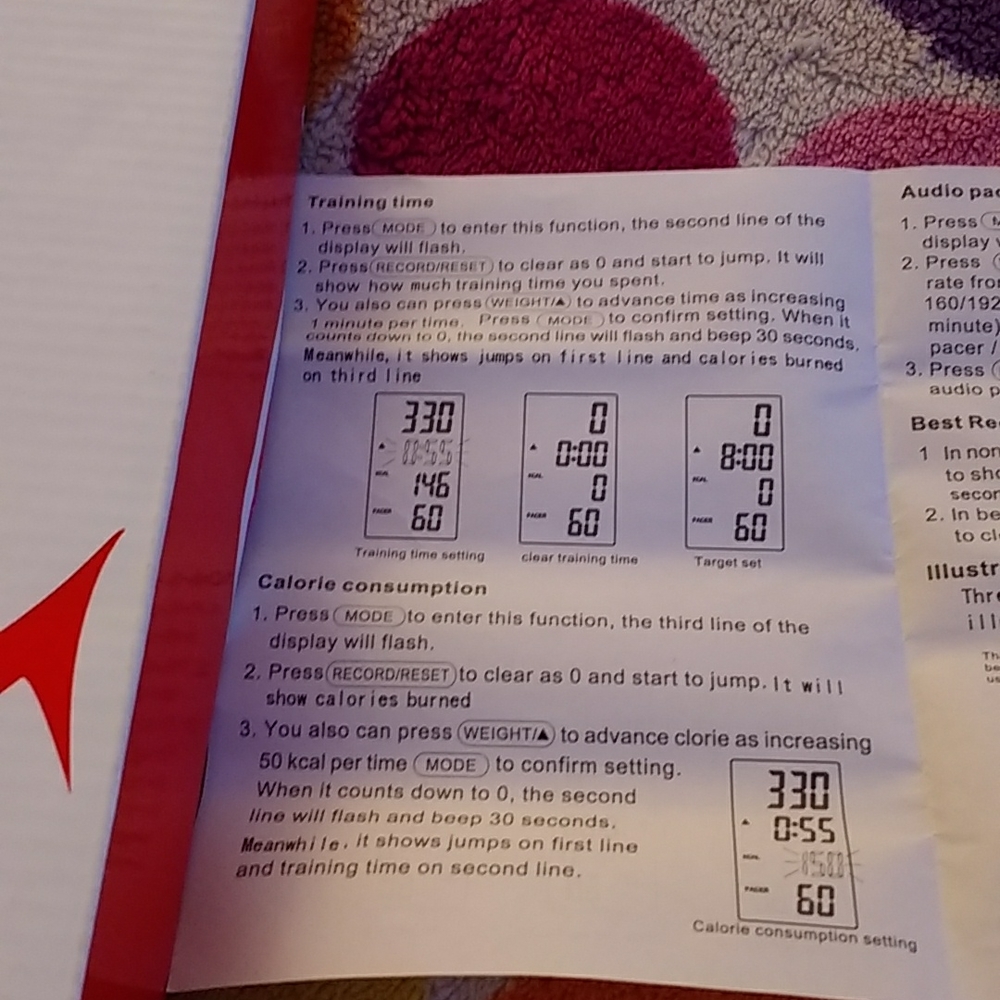 Training time
1. Press MODE to enter this function, the second line of the
display will flash.
2. Press RECORD/RESET to clear as 0 and start to jump. It will
show how much training time you spent.
3. You also can press WEIGHT/▲ to advance time as increasing
1 minute per time. Press MODE to confirm setting. When it
counts down to 0, the second line will flash and beep 30 seconds.
Meanwhile, it shows jumps on first line and calories burned
on third line
330
146
PACER 60
Training time setting
0
0:00
0
PACER 60
clear training time
0
8:00
0
PACER 60
Target set
Calorie consumption
1. Press MODE to enter this function, the third line of the
display will flash.
2. Press RECORD/RESET to clear as 0 and start to jump. It will
show calories burned
3. You also can press WEIGHT/▲ to advance clorie as increasing
50 kcal per time MODE to confirm setting.
When it counts down to 0, the second
line will flash and beep 30 seconds.
Meanwhile, it shows jumps on first line
and training time on second line.
330
0:55
PACER 60
Calorie consumption setting
Audio pac
1. Press
display
2. Press
rate fro
160/192
minute)
pacer /
3. Press
audio p
Best Re
1 In non
to sho
secon
2. In be
to cl
Illustr
Thr
ill
Th
be
us